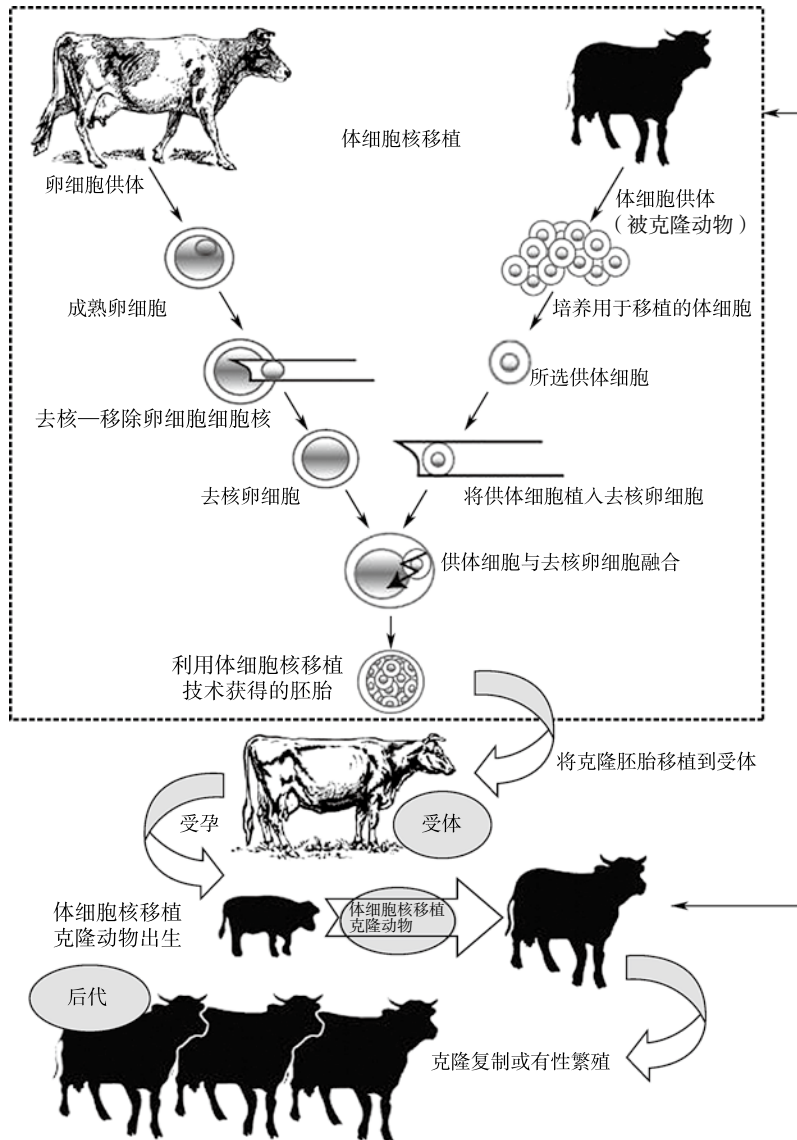 体细胞核移植
卵细胞供体
体细胞供体
（被克隆动物）
成熟卵细胞
培养用于移植的体细胞
所选供体细胞
去核—移除卵细胞细胞核
去核卵细胞
将供体细胞植入去核卵细胞
供体细胞与去核卵细胞融合
利用体细胞核移植
技术获得的胚胎
将克隆胚胎移植到受体
受孕
受体
体细胞核移植
克隆动物出生
体细胞核移植
克隆动物
后代
克隆复制或有性繁殖